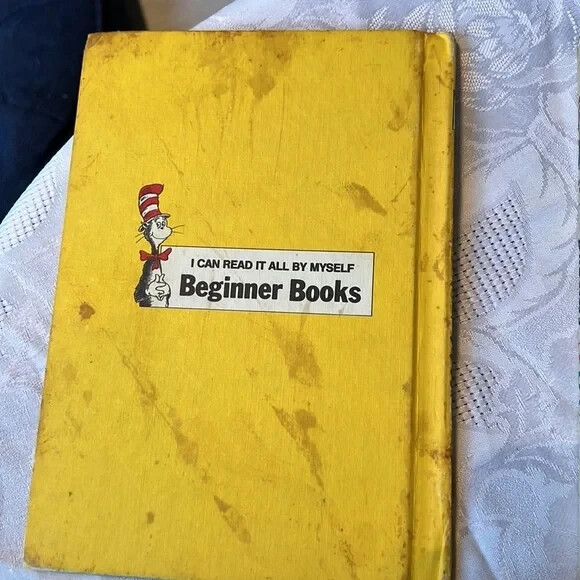 I CAN READ IT ALL BY MYSELF
Beginner Books